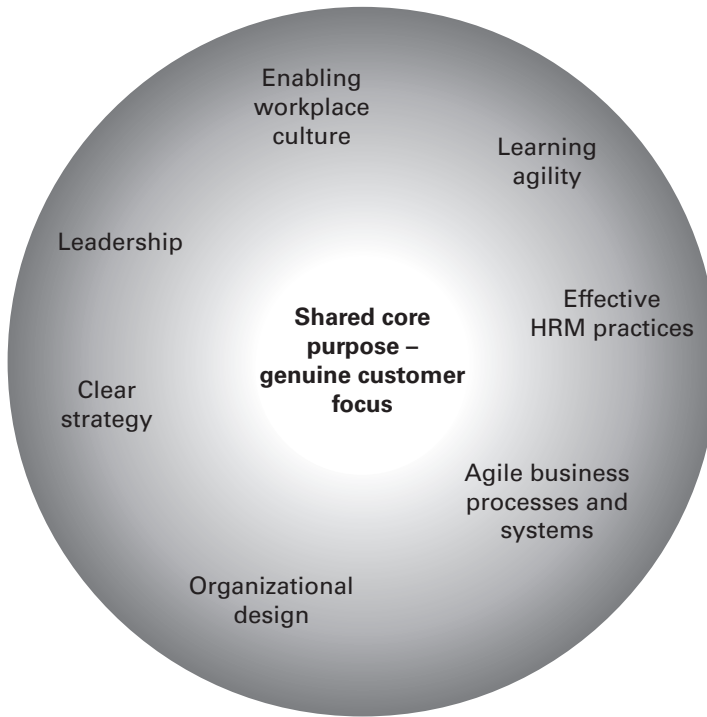 Enabling
workplace
culture
Learning
agility
Leadership
Effective
HRM practices
Shared core
purpose –
genuine customer
focus
Clear
strategy
Agile business
processes and
systems
Organizational
design